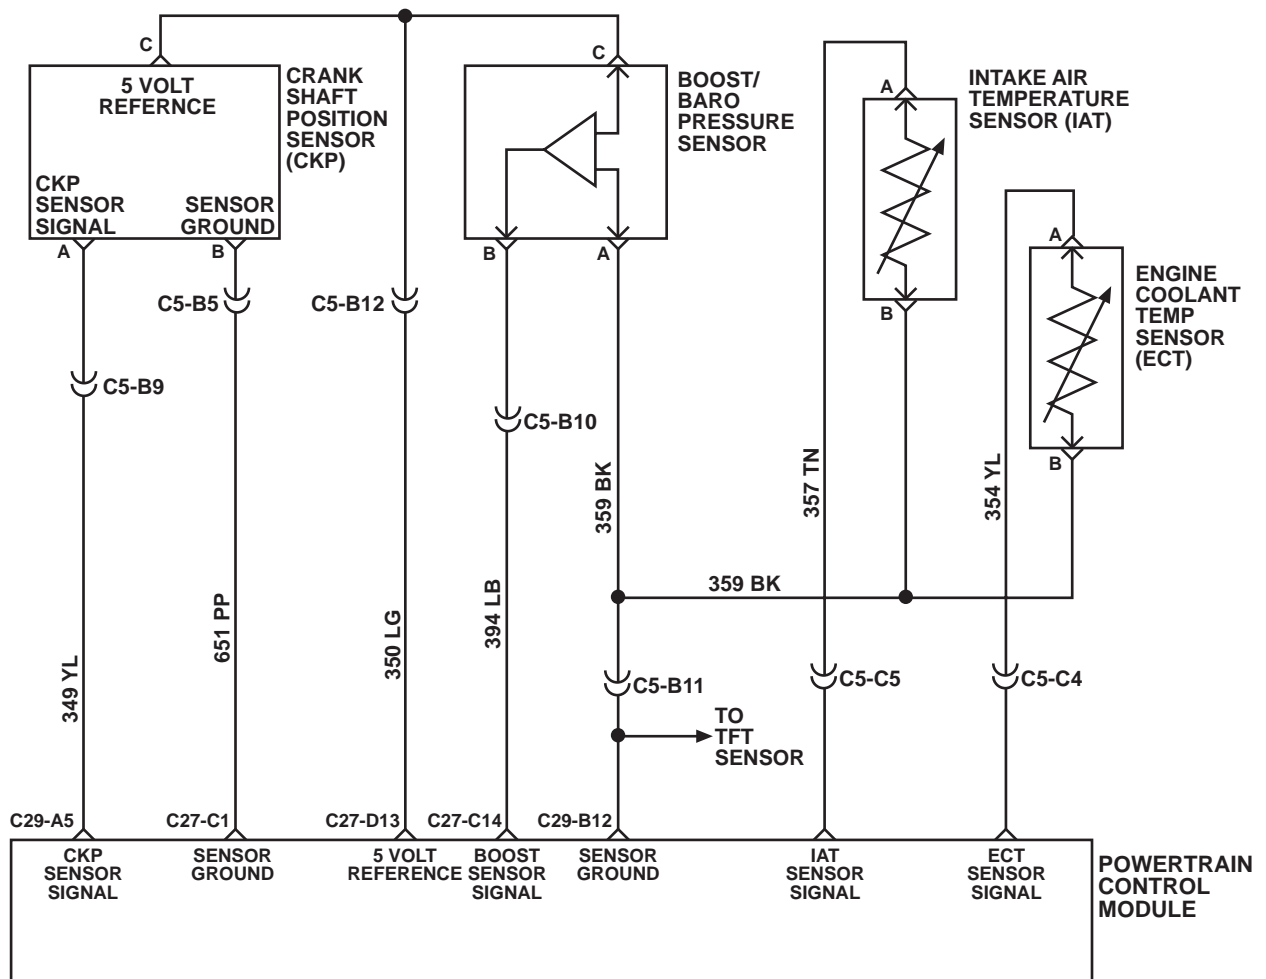 C
5 VOLT
REFERNCE
CKP
SENSOR
SIGNAL
SENSOR
GROUND
A
B
CRANK
SHAFT
POSITION
SENSOR
(CKP)
C
B
A
BOOST/
BARO
PRESSURE
SENSOR
A
B
INTAKE AIR
TEMPERATURE
SENSOR (IAT)
A
B
ENGINE
COOLANT
TEMP
SENSOR
(ECT)
C5-B5
C5-B12
C5-B9
C5-B10
359 BK
357 TN
354 YL
359 BK
349 YL
651 PP
350 LG
394 LB
C5-B11
C5-C5
C5-C4
TO
TFT
SENSOR
C29-A5
C27-C1
C27-D13
C27-C14
C29-B12
CKP
SENSOR
SIGNAL
SENSOR
GROUND
5 VOLT
REFERENCE
BOOST
SENSOR
SIGNAL
SENSOR
GROUND
IAT
SENSOR
SIGNAL
ECT
SENSOR
SIGNAL
POWERTRAIN
CONTROL
MODULE